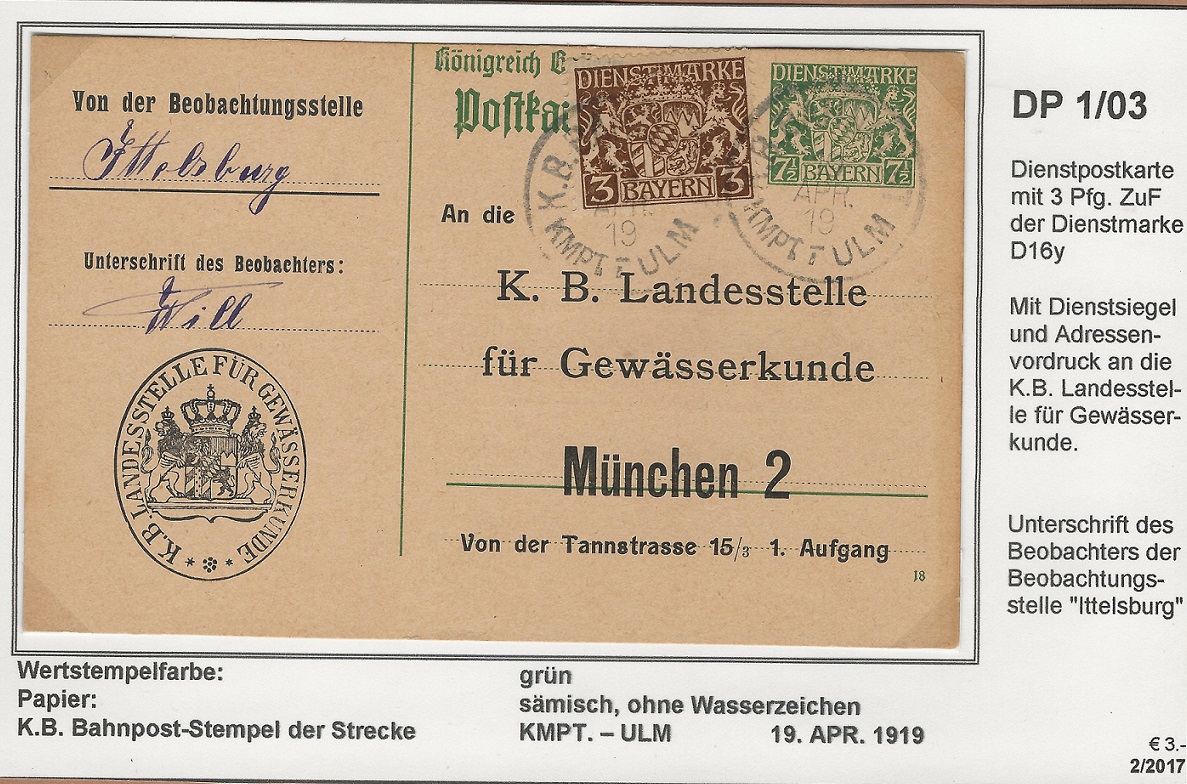 Von der Beobachtungsstelle
Ittelsburg
Unterschrift des Beobachters:
Will
K.B. LANDESSTELLE FÜR GEWÄSSERKUNDE
Königreich
DIENSTMARKE
3 BAYERN 3
DIENSTMARKE
7½ BAYERN 7½
K.B.
19
KMPT - ULM
APR.
19
KMPT - ULM
An die
K. B. Landesstelle
für Gewässerkunde
München 2
Von der Tannstrasse 15/3 1. Aufgang
18
DP 1/03
Dienstpostkarte
mit 3 Pfg. ZuF
der Dienstmarke
D16y
Mit Dienstsiegel
und Adressen-
vordruck an die
K.B. Landesstel-
le für Gewässer-
kunde.
Unterschrift des
Beobachters der
Beobachtungs-
stelle "Ittelsburg"
Wertstempelfarbe: grün
Papier: sämisch, ohne Wasserzeichen
K.B. Bahnpost-Stempel der Strecke KMPT. – ULM 19. APR. 1919
€ 3.-
2/2017